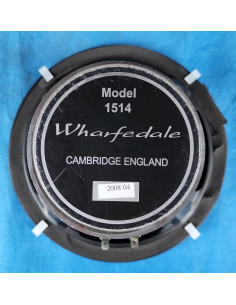 Model
1514
Wharfedale
CAMBRIDGE ENGLAND
2008 04